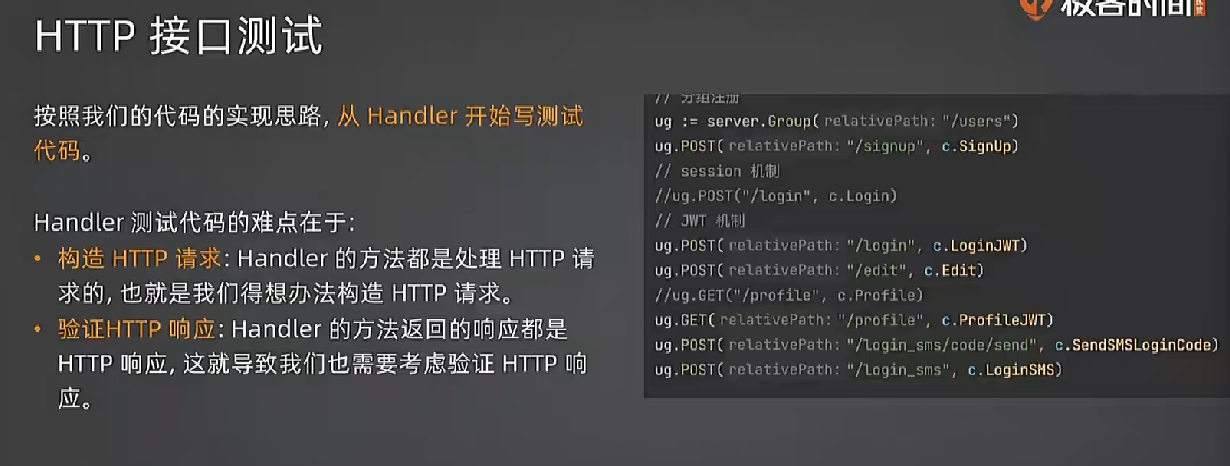 极客时间
HTTP 接口测试
按照我们的代码的实现思路, 从 Handler 开始写测试
代码。
Handler 测试代码的难点在于:
• 构造 HTTP 请求: Handler 的方法都是处理 HTTP 请
求的, 也就是我们得想办法构造 HTTP 请求。
• 验证HTTP 响应: Handler 的方法返回的响应都是
HTTP 响应, 这就导致我们也需要考虑验证 HTTP 响
应。
// 分组注册
ug := server.Group( relativePath: "/users")
ug.POST( relativePath: "/signup", c.SignUp)
// session 机制
//ug.POST("/login", c.Login)
// JWT 机制
ug.POST( relativePath: "/login", c.LoginJWT)
ug.POST( relativePath: "/edit", c.Edit)
//ug.GET("/profile", c.Profile)
ug.GET( relativePath: "/profile", c.ProfileJWT)
ug.POST( relativePath: "/login_sms/code/send", c.SendSMSLoginCode)
ug.POST( relativePath: "/login_sms", c.LoginSMS)